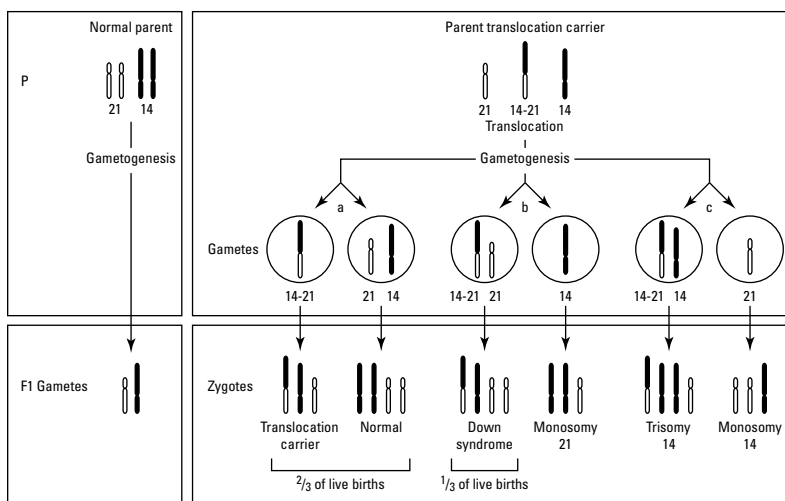 Normal parent
P
21 14
Gametogenesis
F1 Gametes
Parent translocation carrier
21 14-21 14
Translocation
Gametogenesis
a b c
Gametes
14-21 21 14 14-21 21 14 14-21 14 21
Zygotes
Translocation carrier
Normal
Down syndrome
Monosomy 21
Trisomy 14
Monosomy 14
2/3 of live births
1/3 of live births